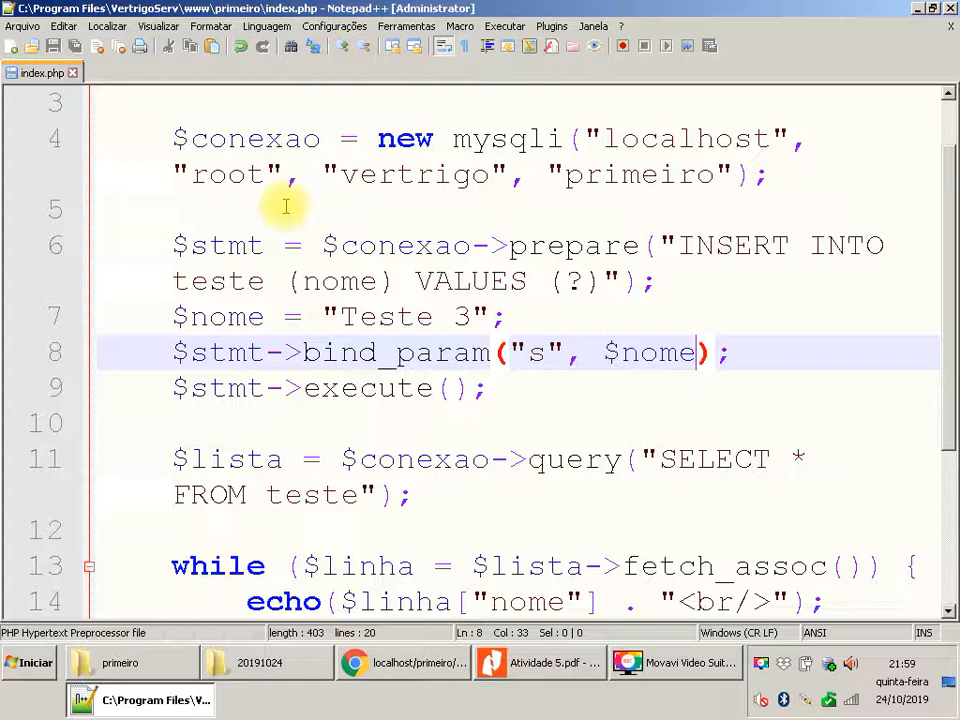 C:\Program Files\VertrigoServ\www\primeiro\index.php - Notepad++ [Administrator]
Arquivo Editar Localizar Visualizar Formatar Linguagem Configurações Ferramentas Macro Executar Plugins Janela ? X
index.php
3
4 $conexao = new mysqli("localhost",
"root", "vertrigo", "primeiro");
5
6 $stmt = $conexao->prepare("INSERT INTO
teste (nome) VALUES (?)");
7 $nome = "Teste 3";
8 $stmt->bind_param("s", $nome);
9 $stmt->execute();
10
11 $lista = $conexao->query("SELECT *
FROM teste");
12
13 while ($linha = $lista->fetch_assoc()) {
14 echo($linha["nome"] . "<br/>");
PHP Hypertext Preprocessor file length : 403 lines : 20 Ln : 8 Col : 33 Sel : 0 | 0 Windows (CR LF) ANSI INS
Iniciar primeiro 20191024 localhost/primeiro/... Atividade 5.pdf - ... Movavi Video Suit... 21:59
quinta-feira
C:\Program Files\V... 24/10/2019